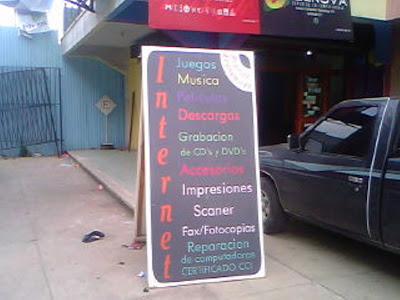 Internet
Juegos
Musica
Peliculas
Descargas
Grabacion
de CD's y DVD's
Accesorios
Impresiones
Scaner
Fax/Fotocopias
Reparacion
de computadoras
CERTIFICADO CCI
E